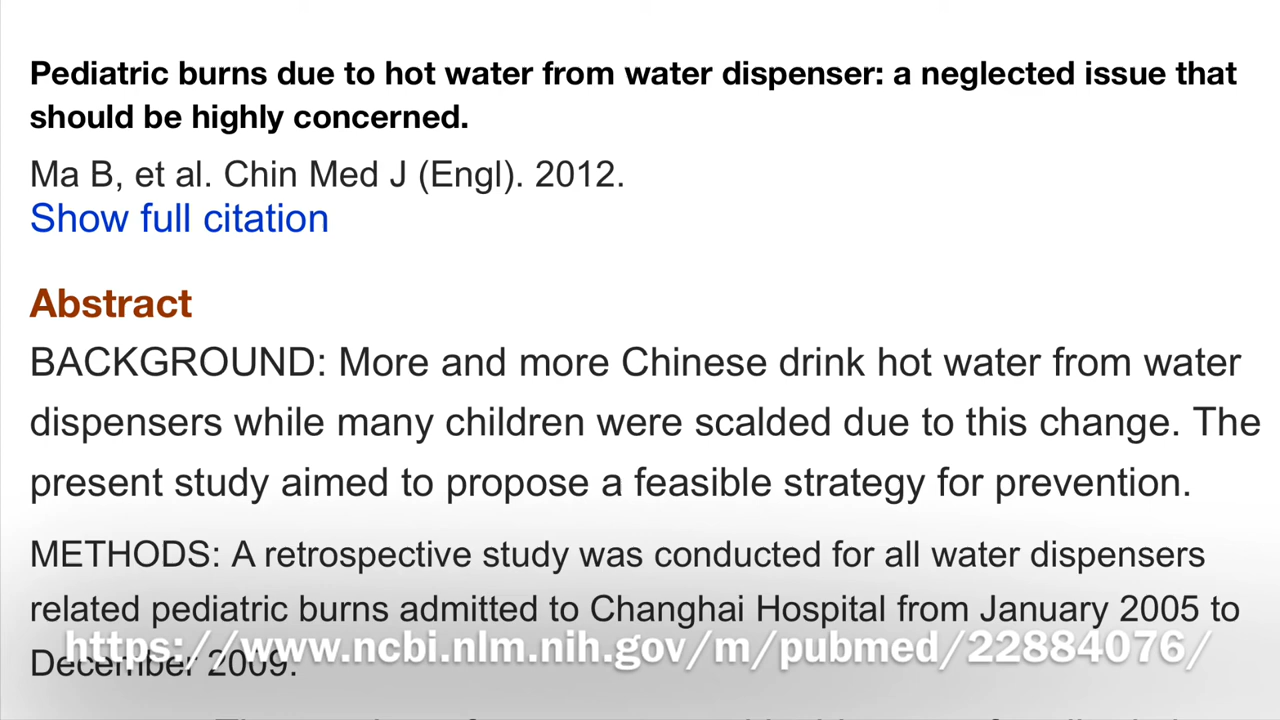 Pediatric burns due to hot water from water dispenser: a neglected issue that
should be highly concerned.
Ma B, et al. Chin Med J (Engl). 2012.
Show full citation
Abstract
BACKGROUND: More and more Chinese drink hot water from water
dispensers while many children were scalded due to this change. The
present study aimed to propose a feasible strategy for prevention.
METHODS: A retrospective study was conducted for all water dispensers
related pediatric burns admitted to Changhai Hospital from January 2005 to
https://www.ncbi.nlm.nih.gov/m/pubmed/22884076/
December 2009.